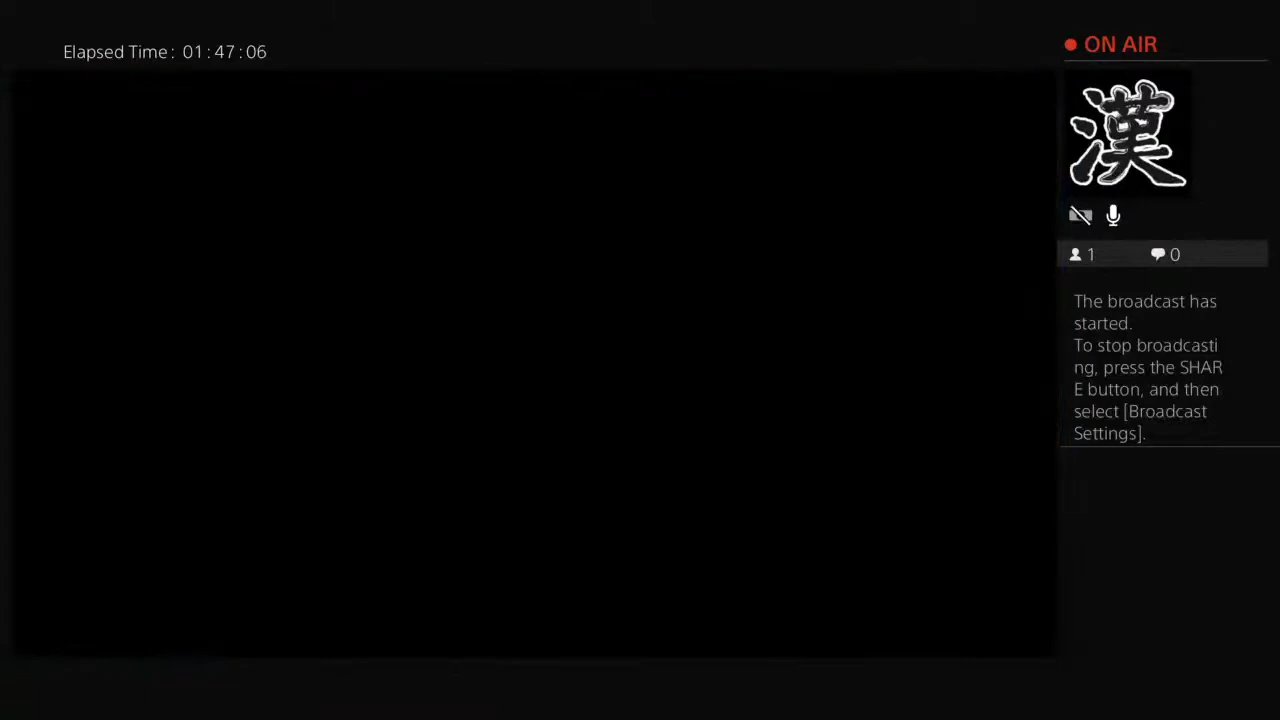 Elapsed Time: 01:47:06
ON AIR
漢
1 0
The broadcast has
started.
To stop broadcasti
ng, press the SHAR
E button, and then
select [Broadcast
Settings].